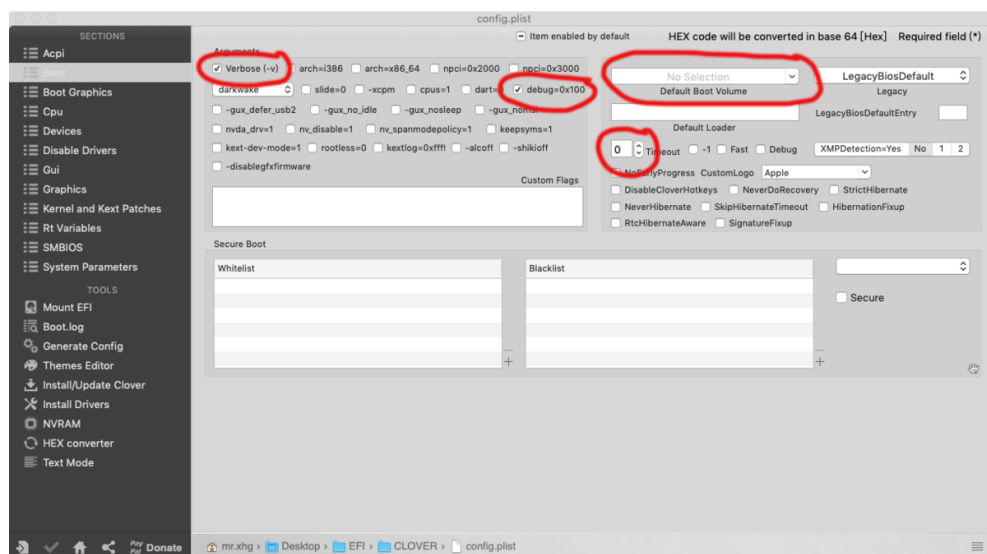 config.plist
SECTIONS
Acpi
Boot
Boot Graphics
Cpu
Devices
Disable Drivers
Gui
Graphics
Kernel and Kext Patches
Rt Variables
SMBIOS
System Parameters
TOOLS
Mount EFI
Boot.log
Generate Config
Themes Editor
Install/Update Clover
Install Drivers
NVRAM
HEX converter
Text Mode
Pay Pal Donate
Item enabled by default HEX code will be converted in base 64 [Hex] Required field (*)
Arguments
Verbose (-v) arch=i386 arch=x86_64 npci=0x2000 npci=0x3000
darkwake slide=0 -xcpm cpus=1 dart= debug=0x100
-gux_defer_usb2 -gux_no_idle -gux_nosleep
nvda_drv=1 nv_disable=1 nv_spanmodepolicy=1 keepsyms=1
kext-dev-mode=1 rootless=0 kextlog=0xffff -alcoff -shikioff
-disablegfxfirmware
Custom Flags
No Selection
Default Boot Volume
LegacyBiosDefault
Legacy
Default Loader
LegacyBiosDefaultEntry
0 Timeout -1 Fast Debug XMPDetection=Yes No 1 2
NoEarlyProgress CustomLogo Apple
DisableCloverHotkeys NeverDoRecovery StrictHibernate
NeverHibernate SkipHibernateTimeout HibernationFixup
RtcHibernateAware SignatureFixup
Secure Boot
Whitelist
Blacklist
Secure
mr.xhg › Desktop › EFI › CLOVER › config.plist